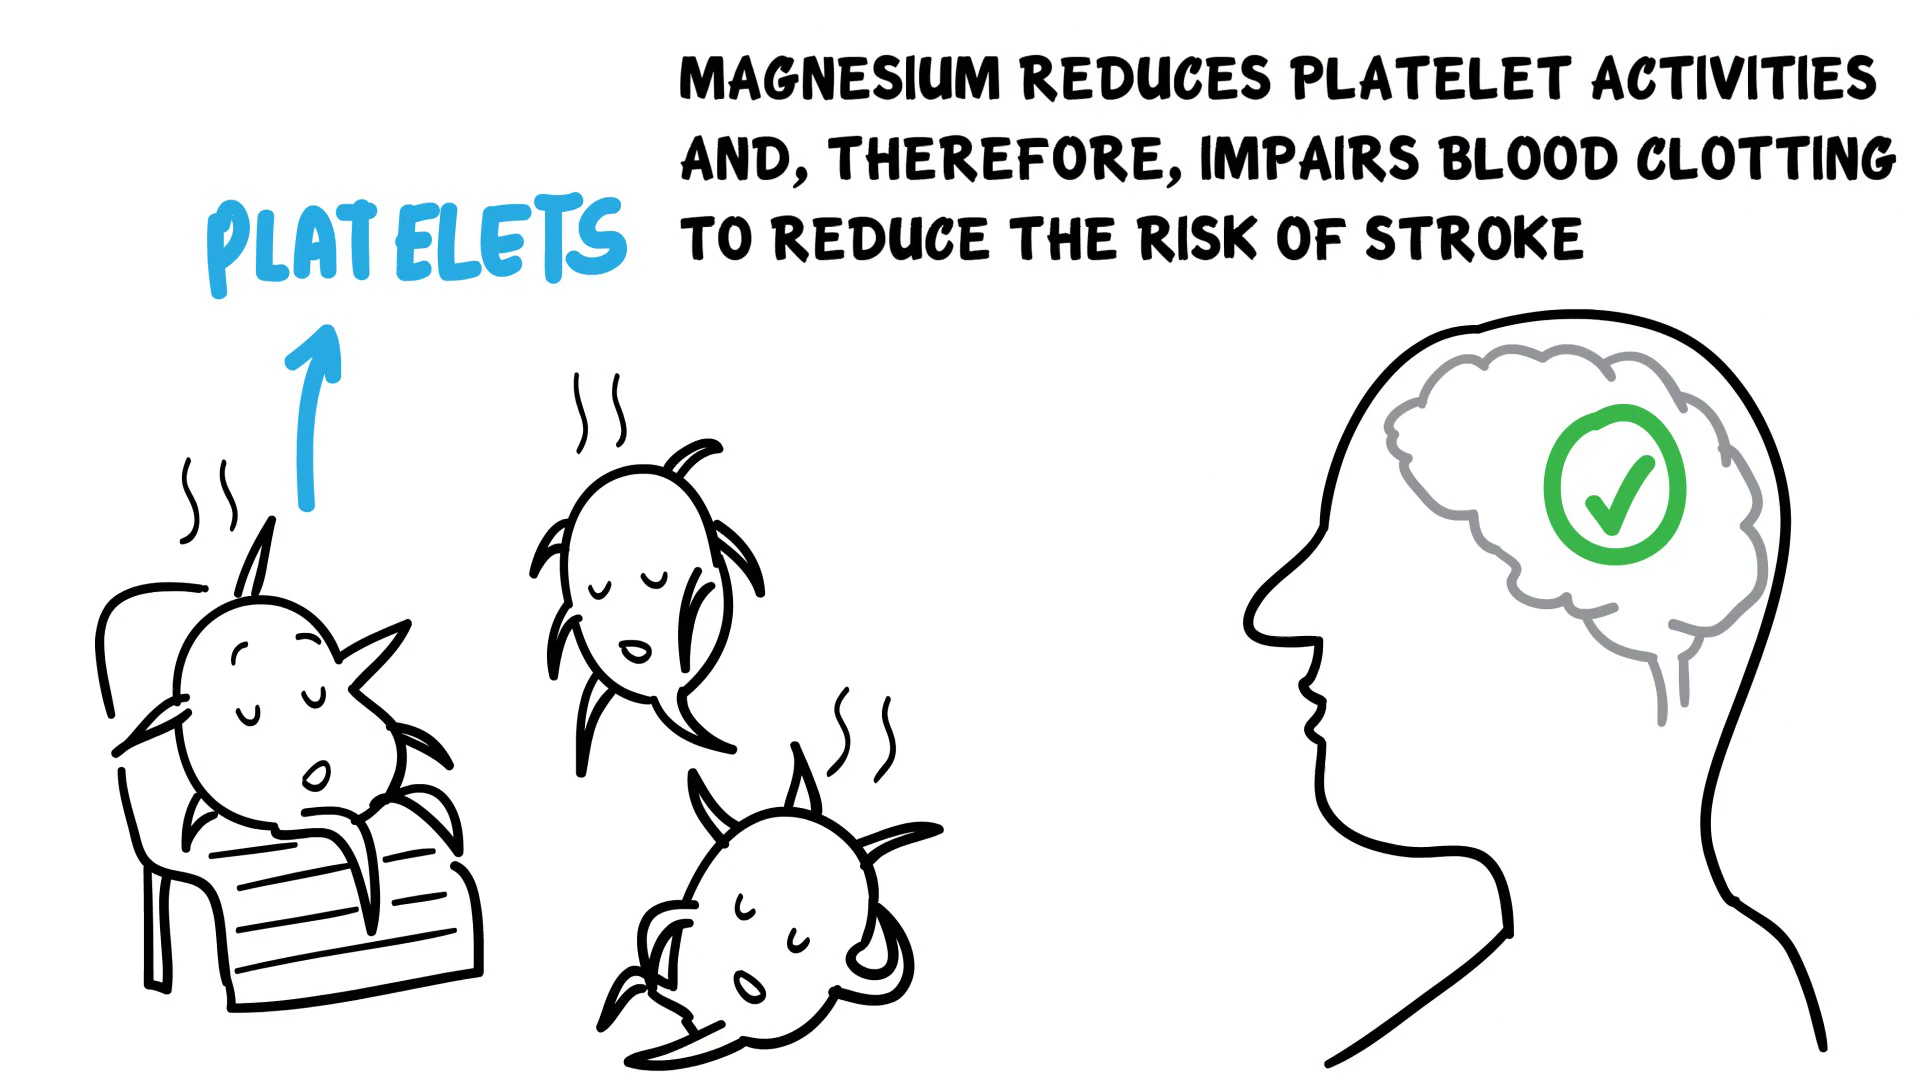 MAGNESIUM REDUCES PLATELET ACTIVITIES
AND, THEREFORE, IMPAIRS BLOOD CLOTTING
TO REDUCE THE RISK OF STROKE
PLATELETS